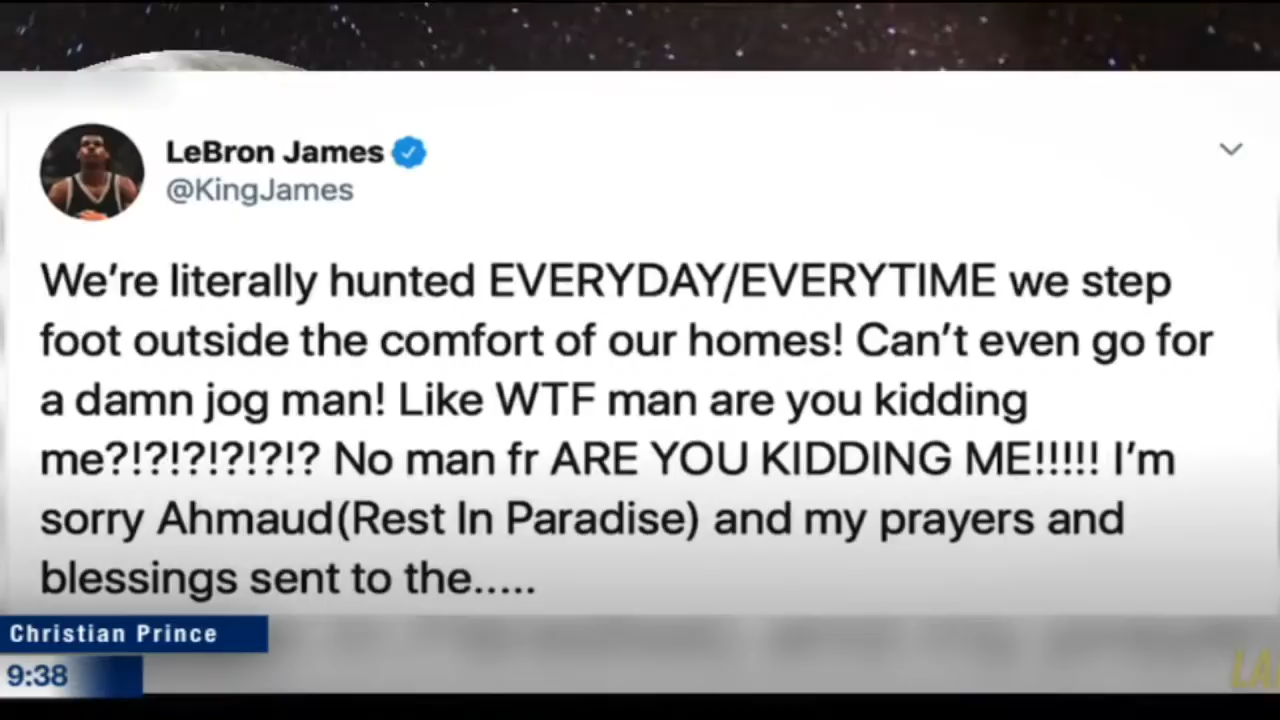 LeBron James
@KingJames
We're literally hunted EVERYDAY/EVERYTIME we step
foot outside the comfort of our homes! Can't even go for
a damn jog man! Like WTF man are you kidding
me?!?!?!?!?!? No man fr ARE YOU KIDDING ME!!!!! I'm
sorry Ahmaud(Rest In Paradise) and my prayers and
blessings sent to the.....
Christian Prince
9:38